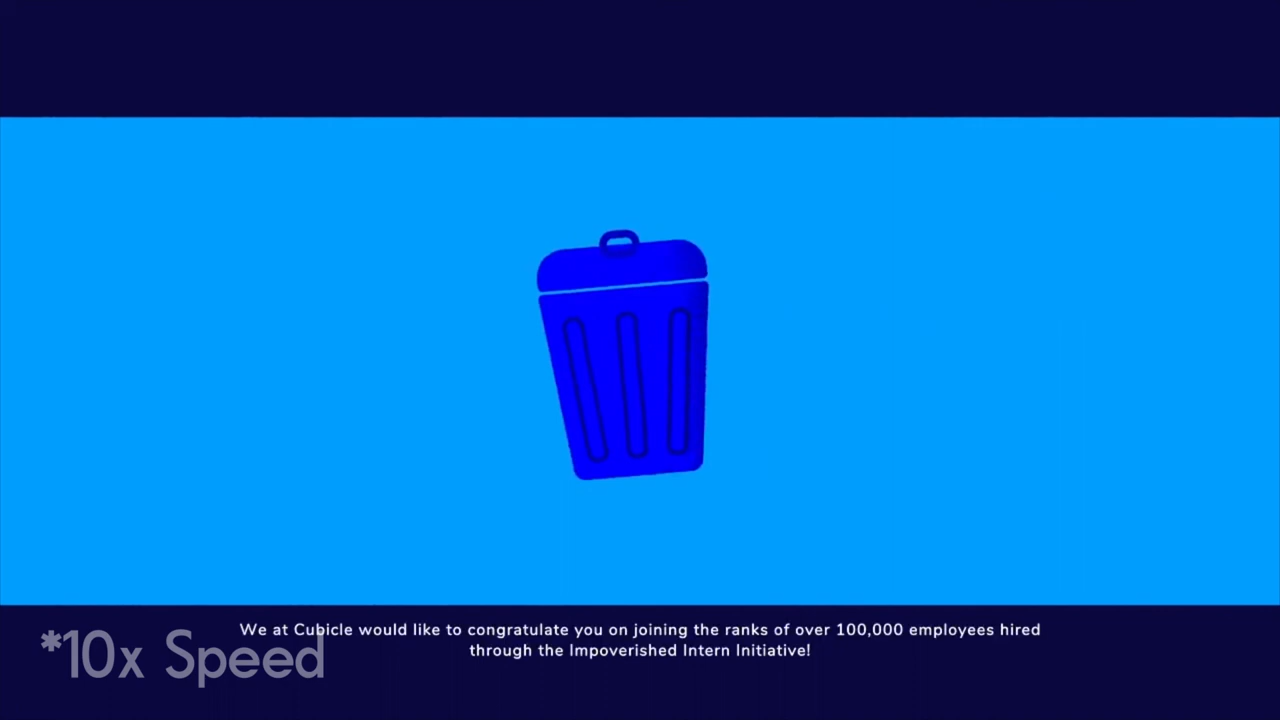 We at Cubicle would like to congratulate you on joining the ranks of over 100,000 employees hired
through the Impoverished Intern Initiative!
*10x Speed